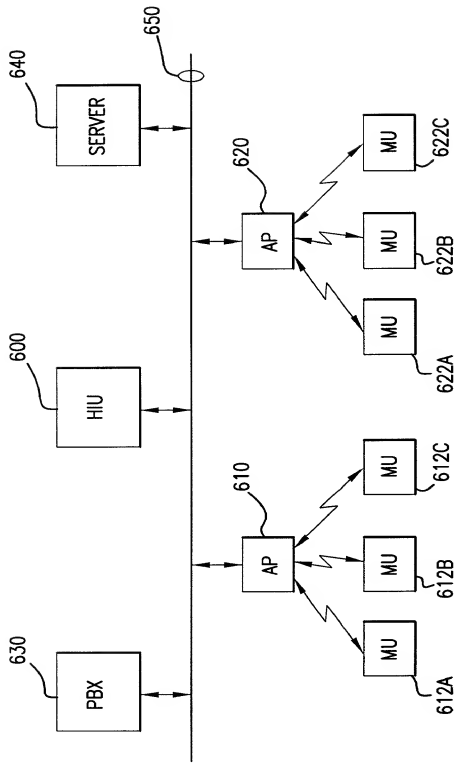 630
600
640
PBX
HIU
SERVER
650
610
620
AP
AP
MU
MU
MU
MU
MU
MU
612A
612B
612C
622A
622B
622C